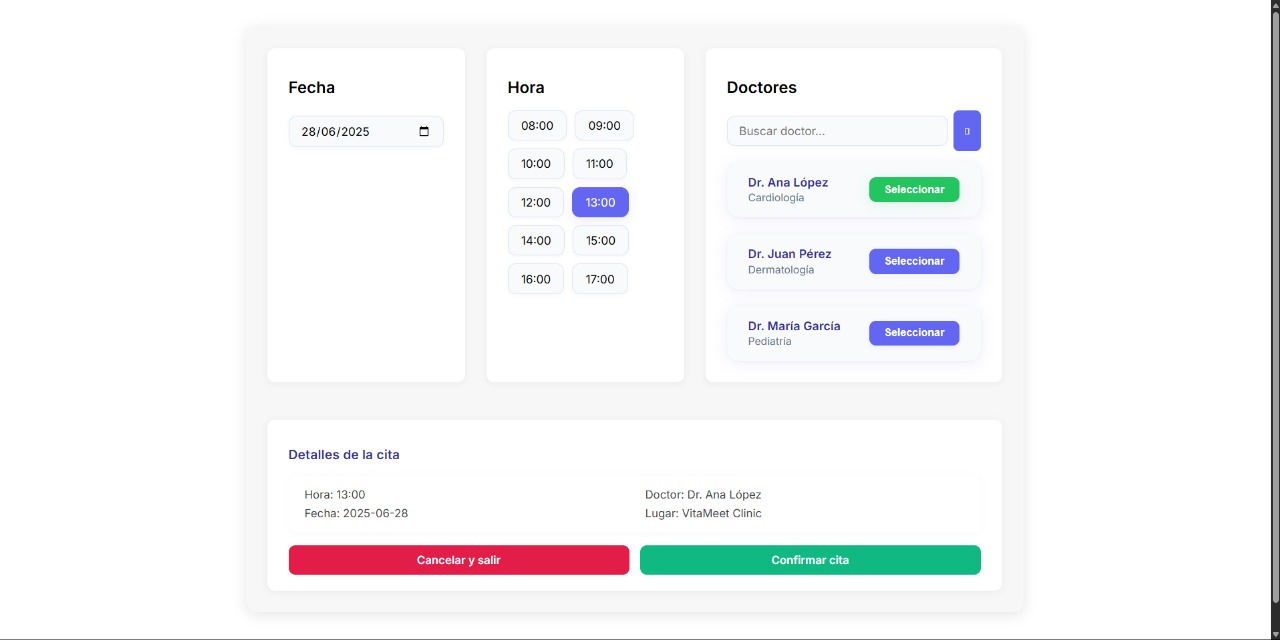 Fecha
28/06/2025
Hora
08:00 09:00
10:00 11:00
12:00 13:00
14:00 15:00
16:00 17:00
Doctores
Buscar doctor...
Dr. Ana López
Cardiología
Seleccionar
Dr. Juan Pérez
Dermatología
Seleccionar
Dr. María García
Pediatría
Seleccionar
Detalles de la cita
Hora: 13:00
Doctor: Dr. Ana López
Fecha: 2025-06-28
Lugar: VitaMeet Clinic
Cancelar y salir
Confirmar cita